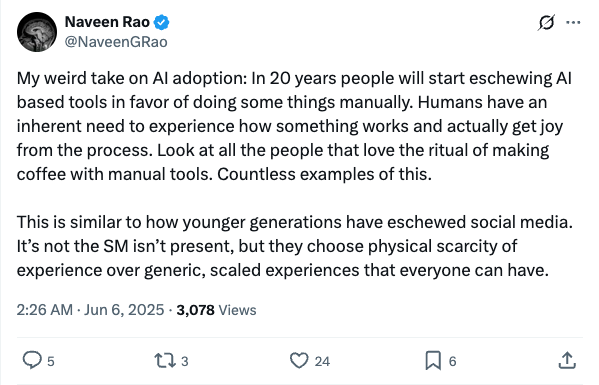 Naveen Rao
@NaveenGRao
My weird take on AI adoption: In 20 years people will start eschewing AI
based tools in favor of doing some things manually. Humans have an
inherent need to experience how something works and actually get joy
from the process. Look at all the people that love the ritual of making
coffee with manual tools. Countless examples of this.
This is similar to how younger generations have eschewed social media.
It’s not the SM isn’t present, but they choose physical scarcity of
experience over generic, scaled experiences that everyone can have.
2:26 AM · Jun 6, 2025 · 3,078 Views
5 3 24 6